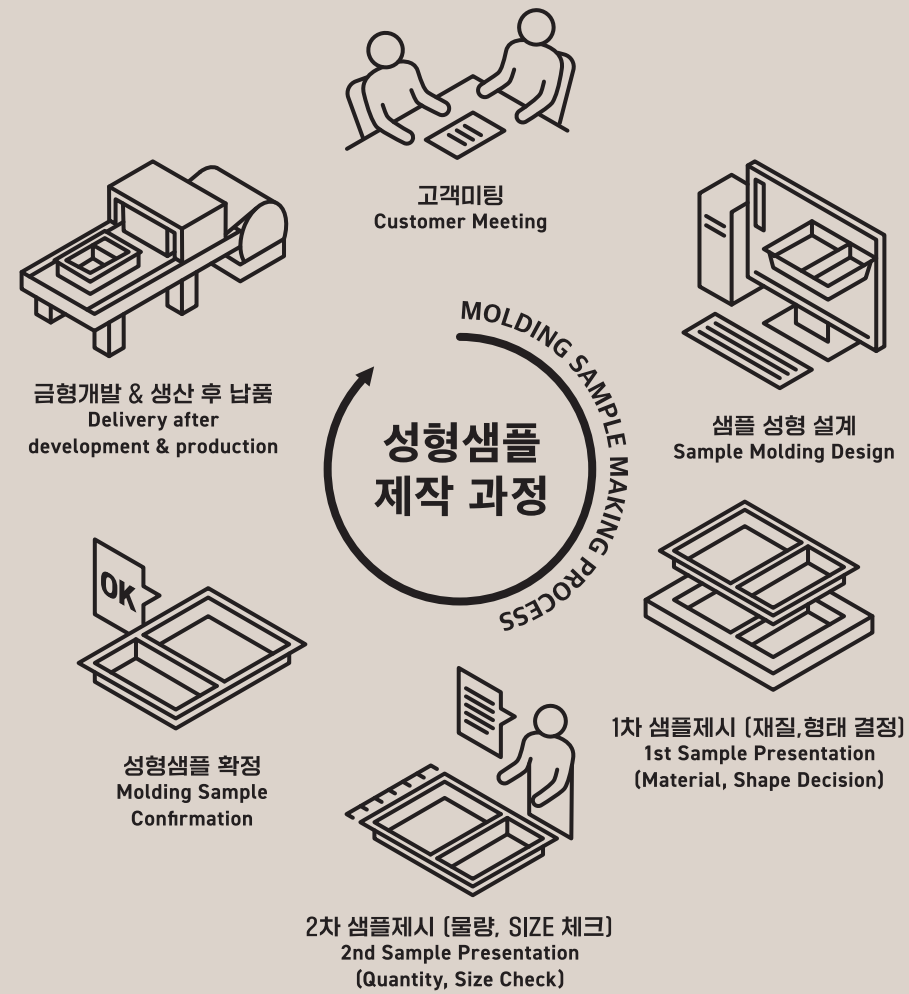 고객미팅
Customer Meeting
샘플 성형 설계
Sample Molding Design
1차 샘플제시 (재질,형태 결정)
1st Sample Presentation
(Material, Shape Decision)
2차 샘플제시 (물량, SIZE 체크)
2nd Sample Presentation
(Quantity, Size Check)
OK
성형샘플 확정
Molding Sample
Confirmation
금형개발 & 생산 후 납품
Delivery after
development & production
MOLDING SAMPLE MAKING PROCESS
성형샘플
제작 과정